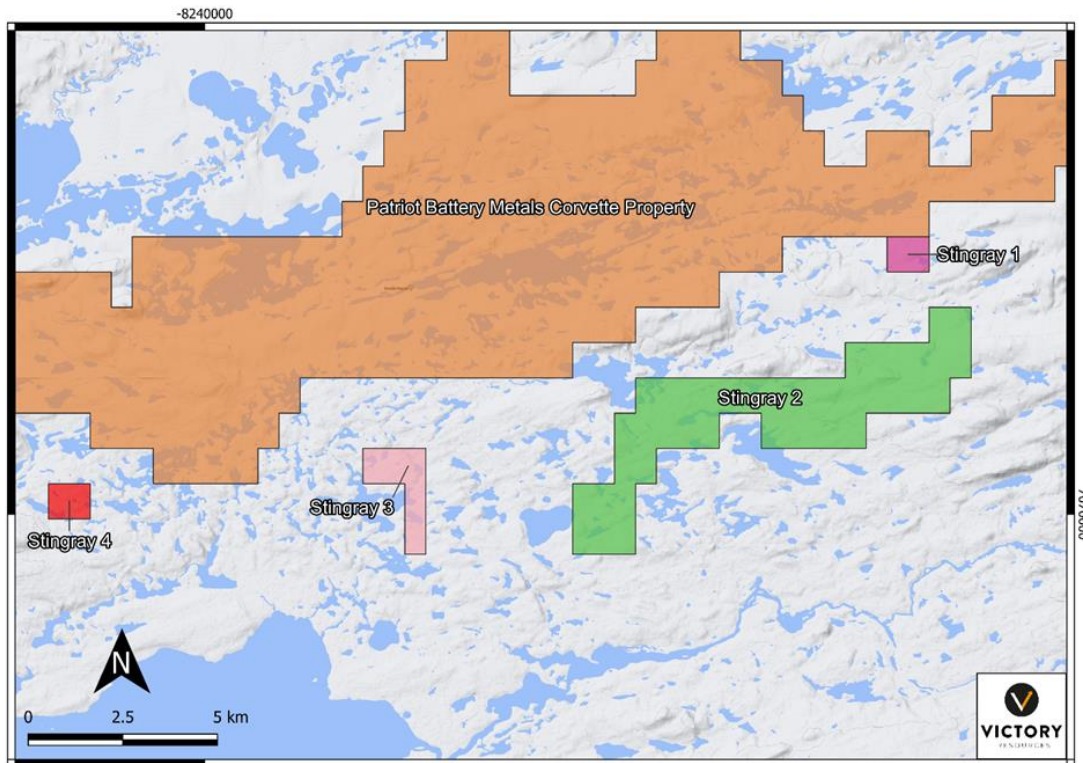 -8240000
Patriot Battery Metals Corvette Property
Stingray 1
Stingray 2
Stingray 3
Stingray 4
N
0 2.5 5 km
VICTORY
RESOURCES